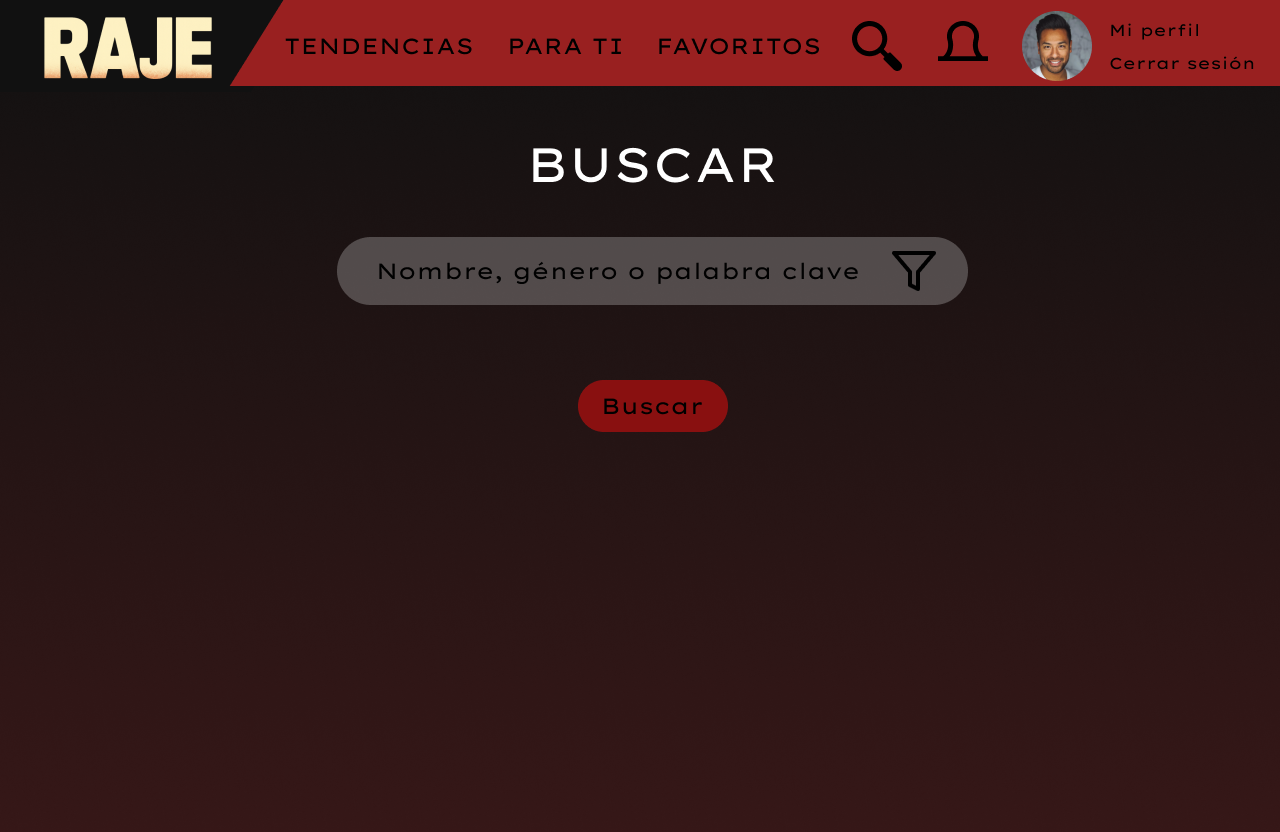 RAJE
TENDENCIAS
PARA TI
FAVORITOS
Mi perfil
Cerrar sesión
BUSCAR
Nombre, género o palabra clave
Buscar